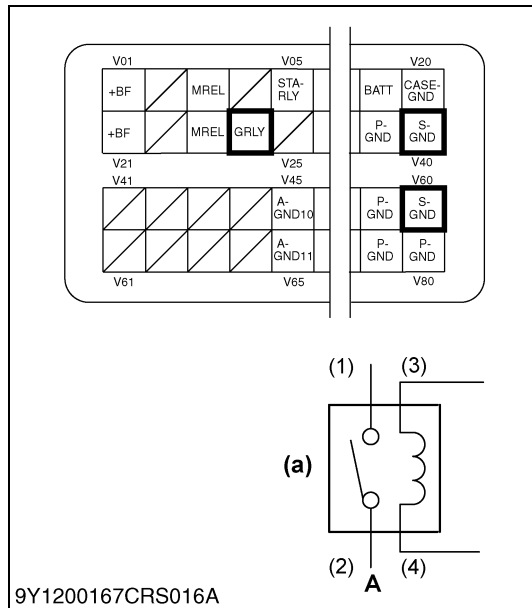 V01 V05 V20
+BF MREL STA-RLY BATT CASE-GND
+BF MREL GRLY P-GND S-GND
V21 V25 V40
V41 V45 V60
A-GND10 P-GND S-GND
A-GND11 P-GND P-GND
V61 V65 V80
(1) (3)
(a)
(2) A (4)
9Y1200167CRS016A